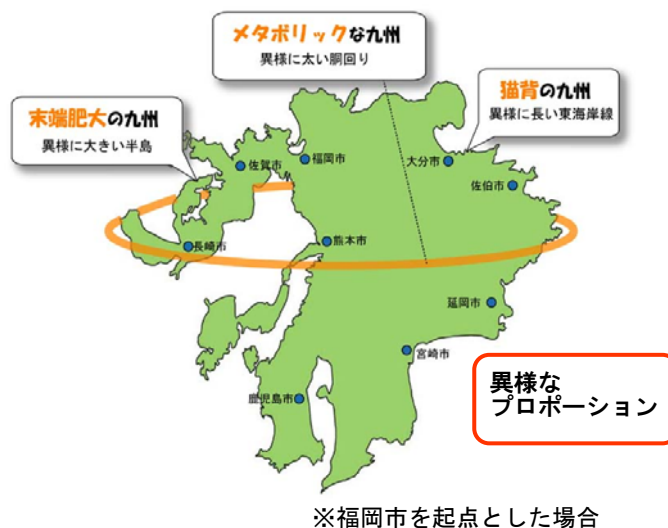 メタボリックな九州
異様に太い胴回り
猫背の九州
異様に長い東海岸線
末端肥大の九州
異様に大きい半島
佐賀市
福岡市
大分市
佐伯市
長崎市
熊本市
延岡市
宮崎市
鹿児島市
異様な
プロポーション
※福岡市を起点とした場合